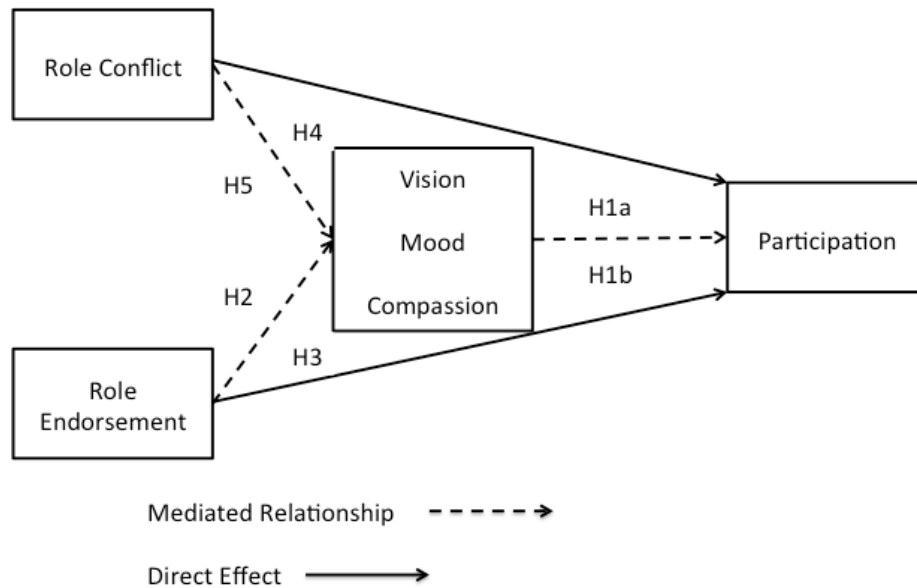 Role Conflict
H4
H5
Vision
Mood
Compassion
H1a
H1b
Participation
H2
H3
Role
Endorsement
Mediated Relationship
Direct Effect